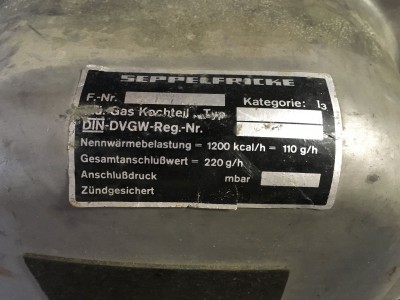 SEPPELFRICKE
F.-Nr. Kategorie: I3
Gas Kochteil Typ
DIN-DVGW-Reg.-Nr.
Nennwärmebelastung = 1200 kcal/h = 110 g/h
Gesamtanschlußwert = 220 g/h
Anschlußdruck mbar
Zündgesichert